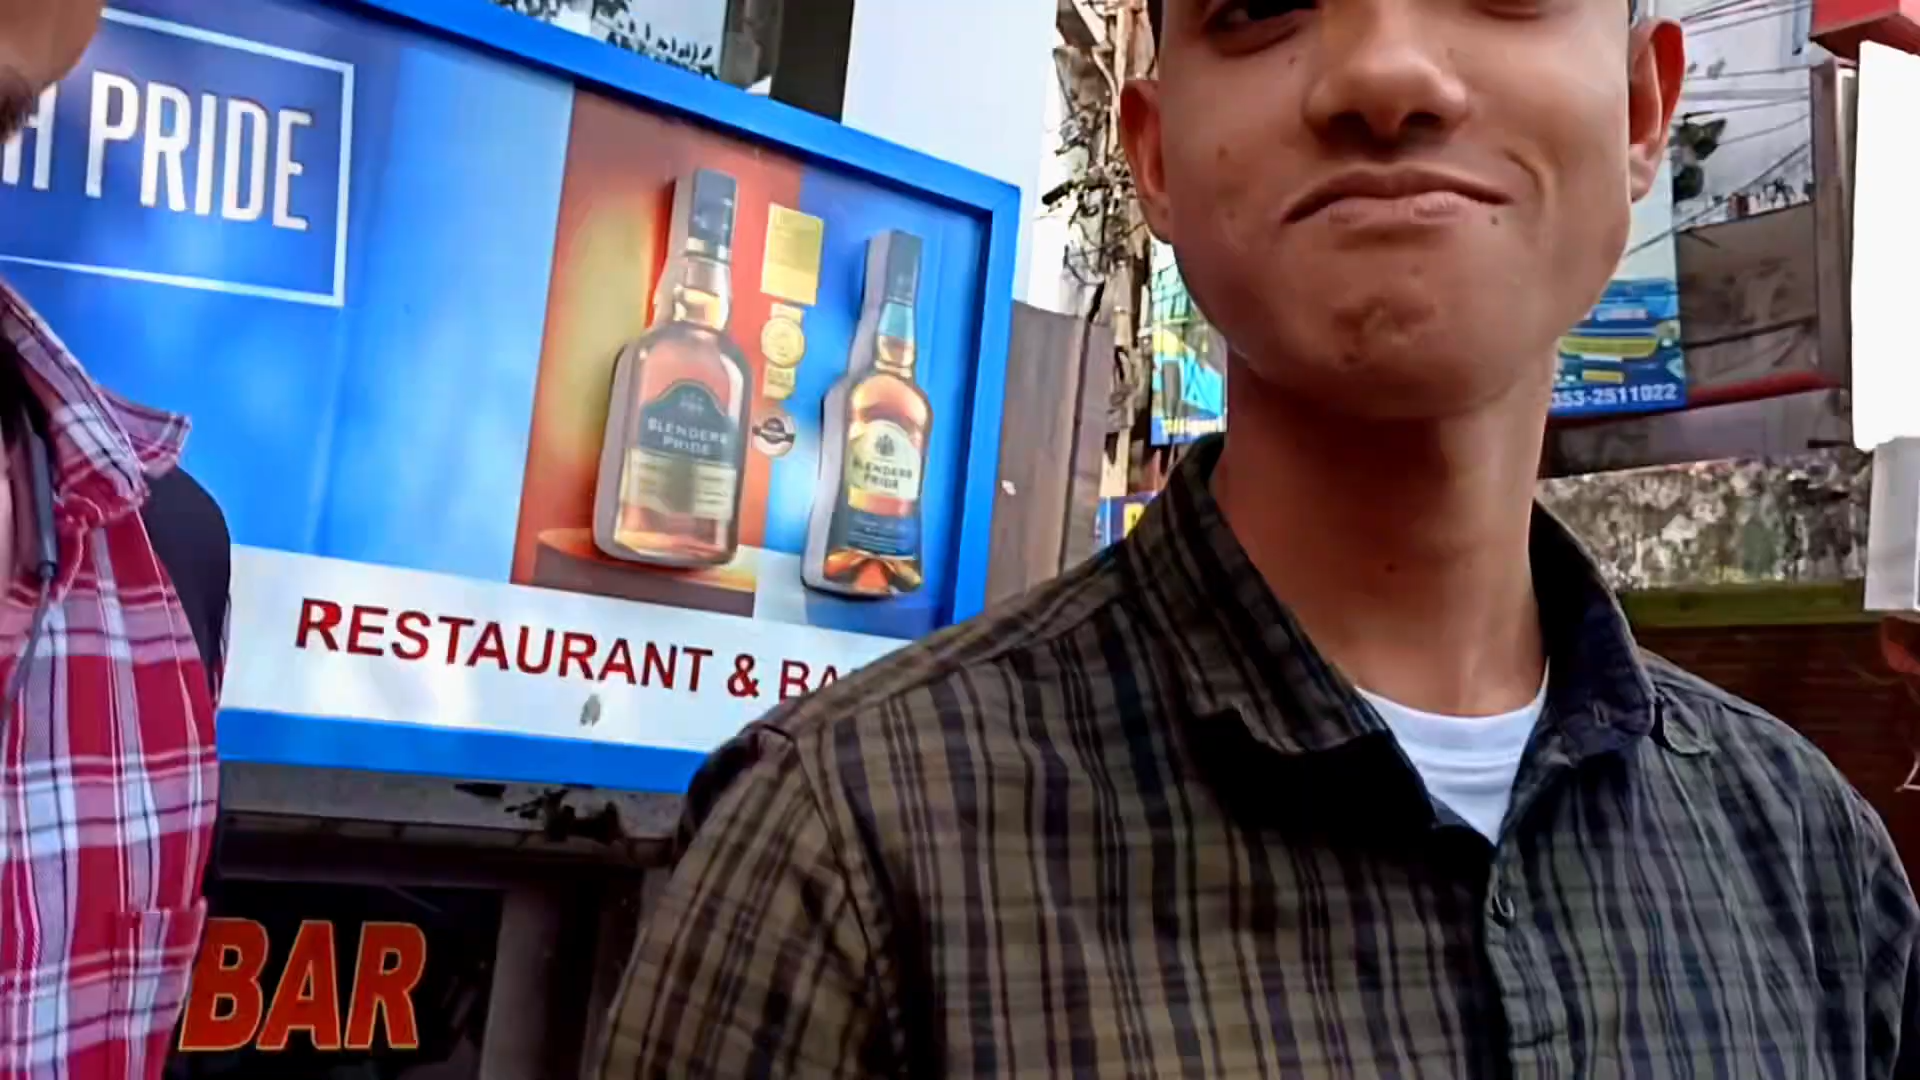 H PRIDE
BLENDERS
PRIDE
BLENDERS
PRIDE
RESTAURANT & BA
BAR
353-2511022